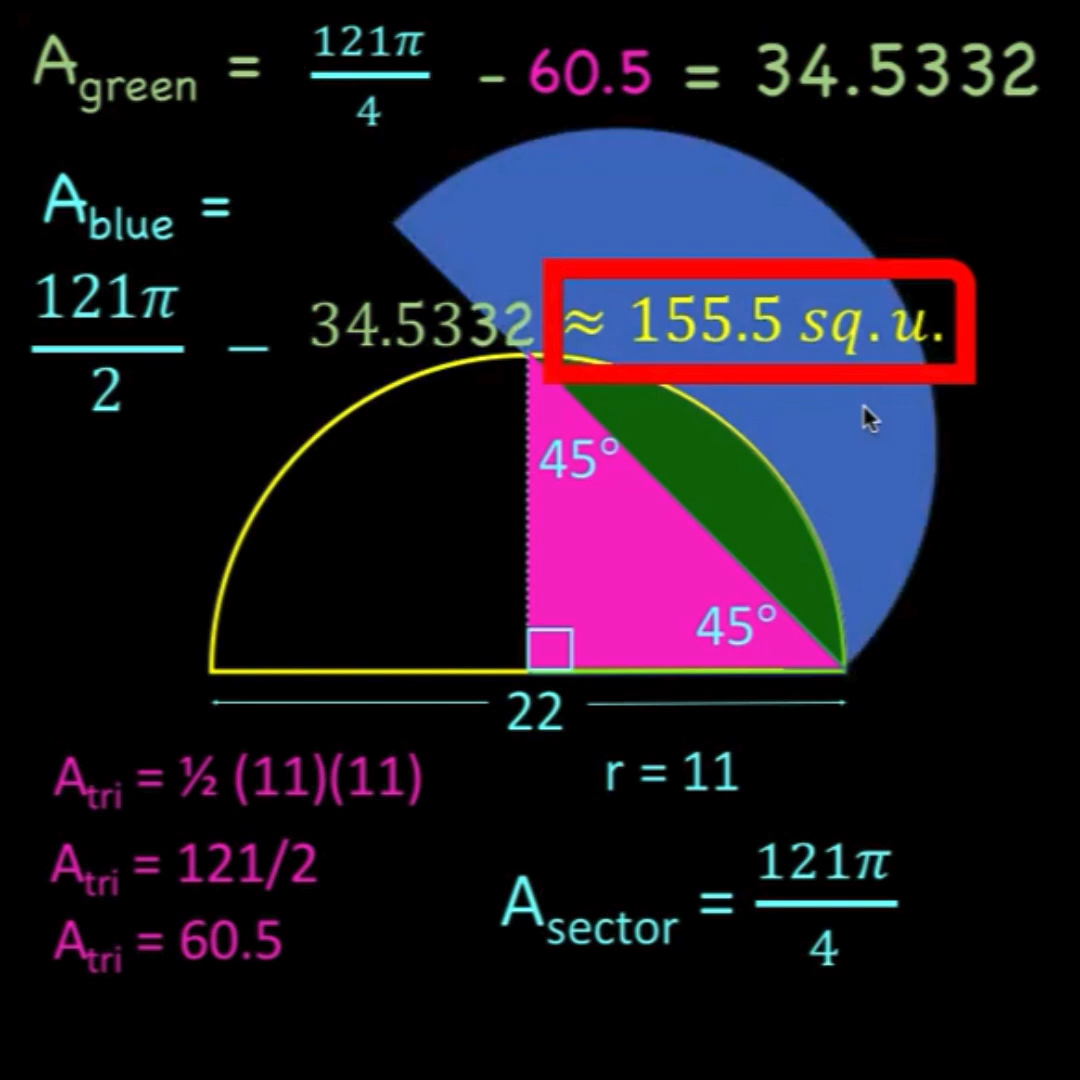 A_green = 121π/4 - 60.5 = 34.5332
A_blue =
121π/2 − 34.5332 ≈ 155.5 sq.u.
45°
45°
22
A_tri = ½ (11)(11)
r = 11
A_tri = 121/2
A_sector = 121π/4
A_tri = 60.5